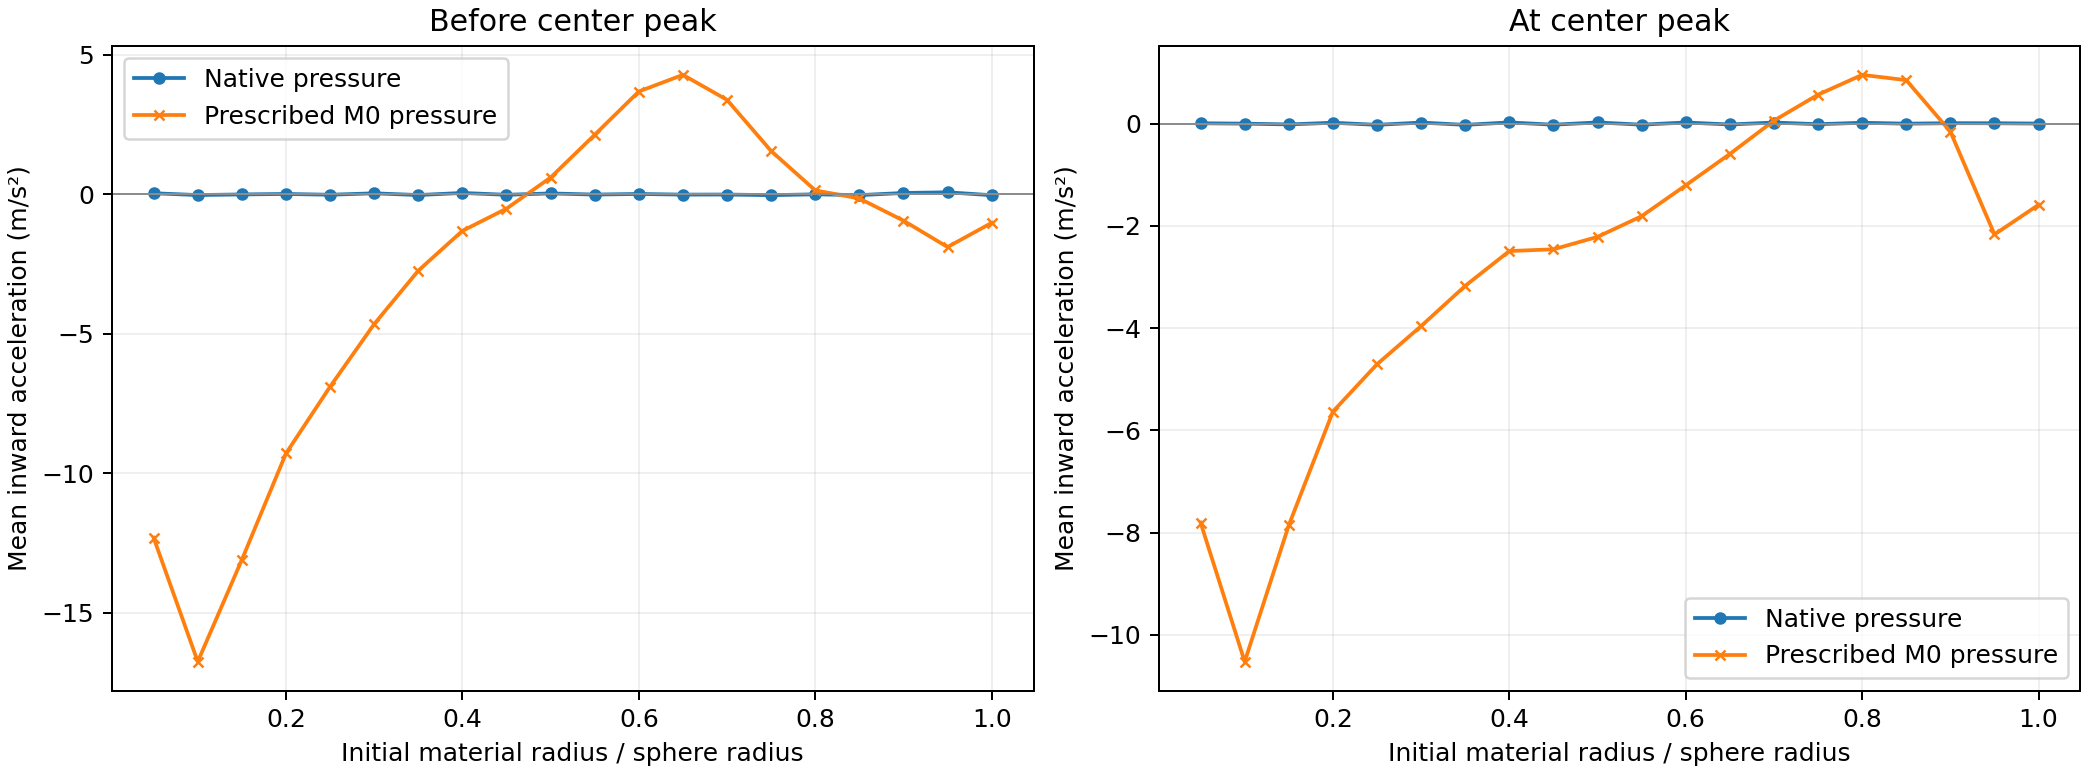 Before center peak
Native pressure
Prescribed M0 pressure
Mean inward acceleration (m/s²)
5
0
−5
−10
−15
0.2 0.4 0.6 0.8 1.0
Initial material radius / sphere radius
At center peak
Native pressure
Prescribed M0 pressure
Mean inward acceleration (m/s²)
0
−2
−4
−6
−8
−10
0.2 0.4 0.6 0.8 1.0
Initial material radius / sphere radius